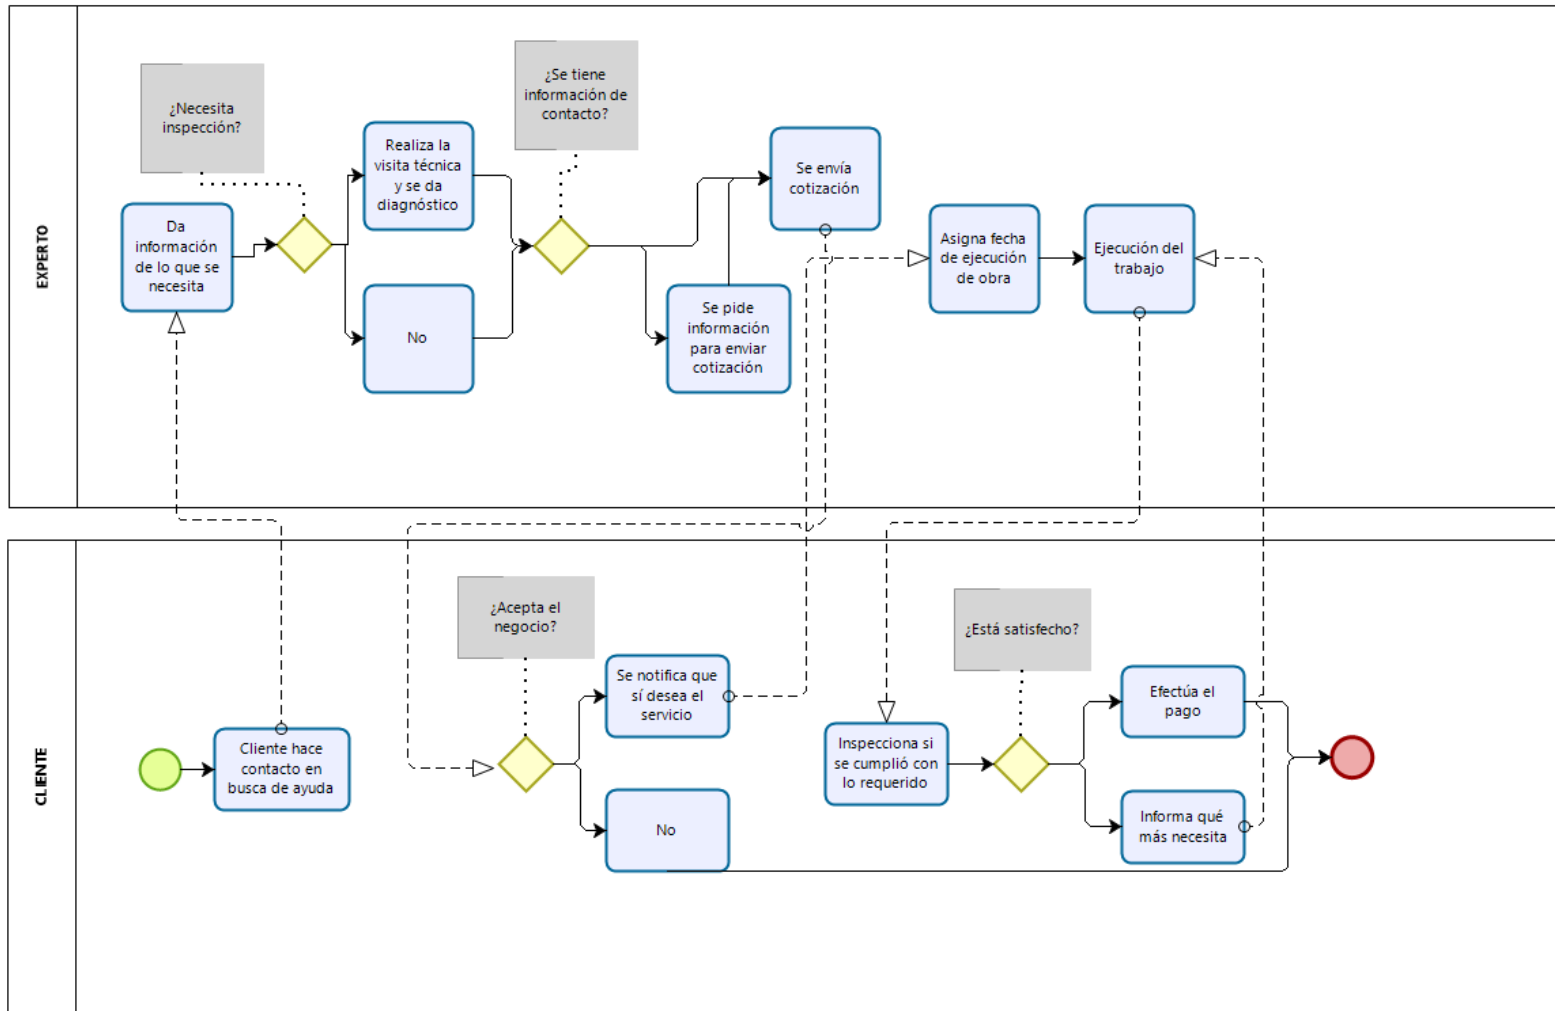 EXPERTO
¿Necesita
inspección?
¿Se tiene
información de
contacto?
Da
información
de lo que se
necesita
Realiza la
visita técnica
y se da
diagnóstico
No
Se envía
cotización
Se pide
información
para enviar
cotización
Asigna fecha
de ejecución
de obra
Ejecución del
trabajo
CLIENTE
Cliente hace
contacto en
busca de ayuda
¿Acepta el
negocio?
Se notifica que
sí desea el
servicio
No
Inspecciona si
se cumplió con
lo requerido
¿Está satisfecho?
Efectúa el
pago
Informa qué
más necesita